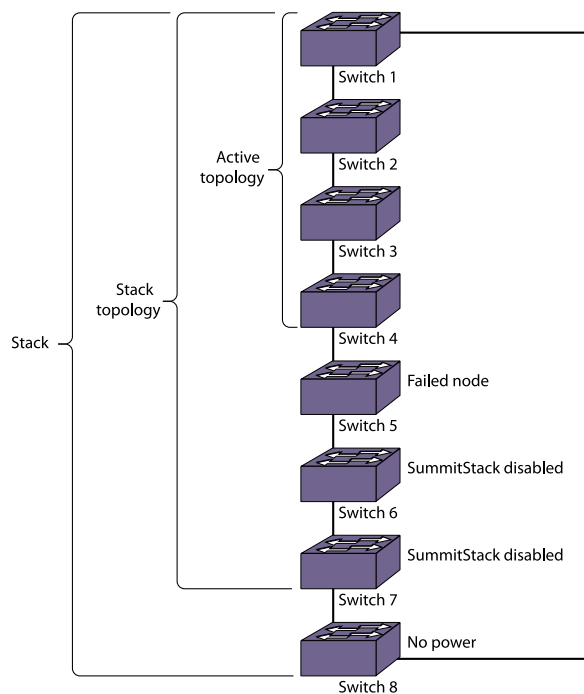 Switch 1
Switch 2
Active
topology
Switch 3
Stack
topology
Switch 4
Stack
Failed node
Switch 5
SummitStack disabled
Switch 6
SummitStack disabled
Switch 7
No power
Switch 8